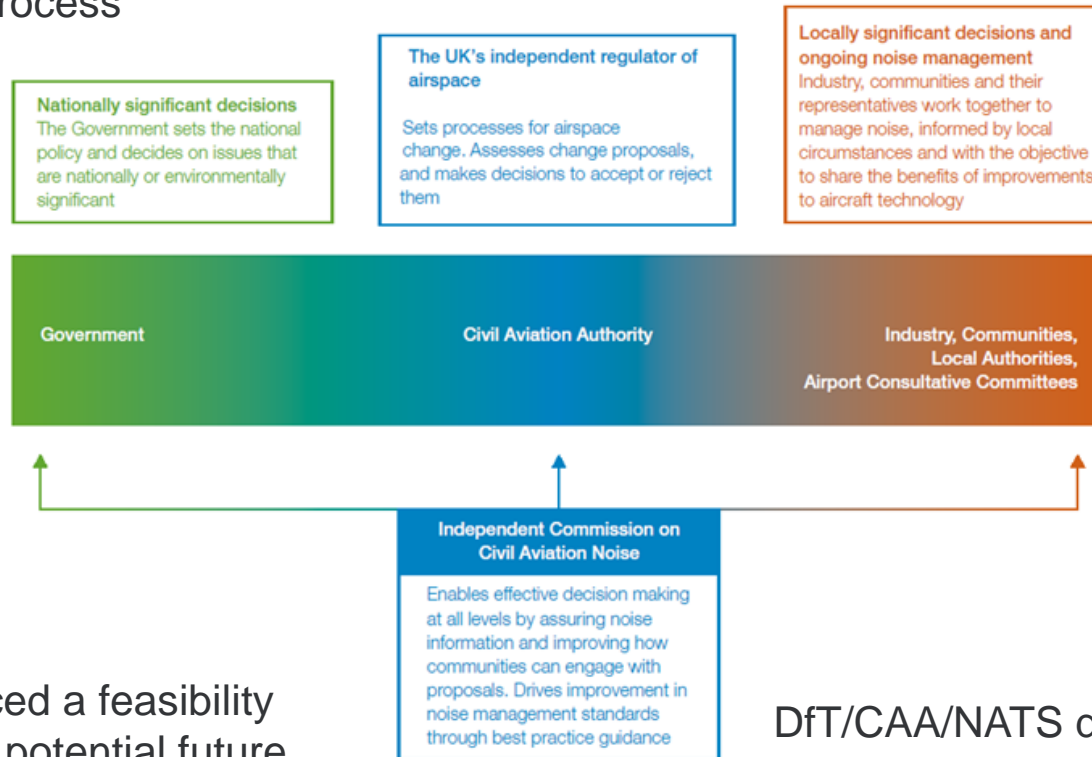 Nationally significant decisions
The Government sets the national
policy and decides on issues that
are nationally or environmentally
significant
The UK's independent regulator of
airspace
Sets processes for airspace
change. Assesses change proposals,
and makes decisions to accept or reject
them
Locally significant decisions and
ongoing noise management
Industry, communities and their
representatives work together to
manage noise, informed by local
circumstances and with the objective
to share the benefits of improvements
to aircraft technology
Government
Civil Aviation Authority
Industry, Communities,
Local Authorities,
Airport Consultative Committees
Independent Commission on
Civil Aviation Noise
Enables effective decision making
at all levels by assuring noise
information and improving how
communities can engage with
proposals. Drives improvement in
noise management standards
through best practice guidance
a feasibility
potential future
DfT/CAA/NATS